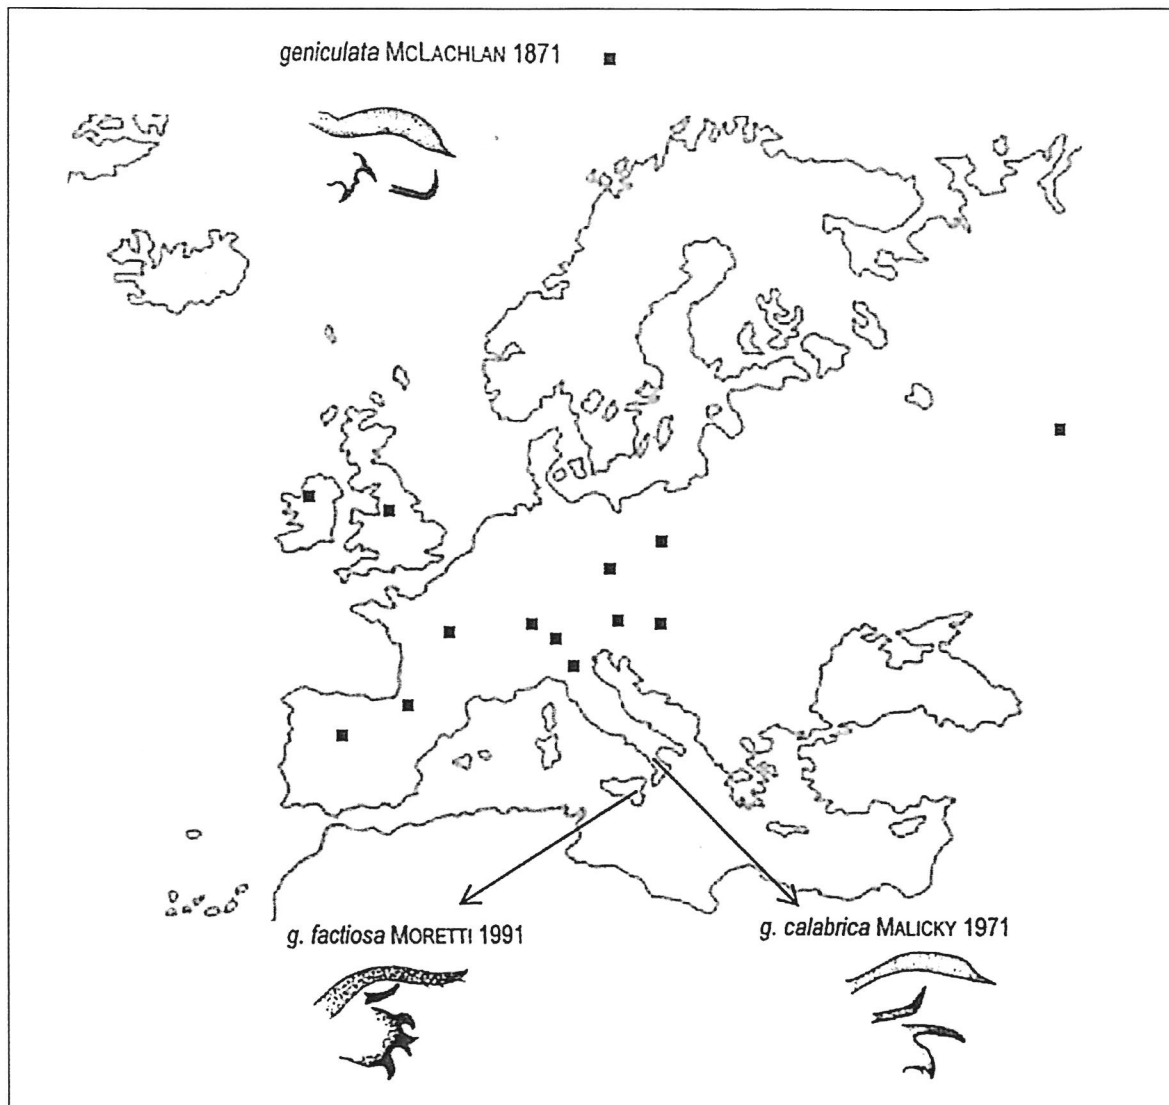 geniculata MCLACHLAN 1871
g. factiosa MORETTI 1991
g. calabrica MALICKY 1971